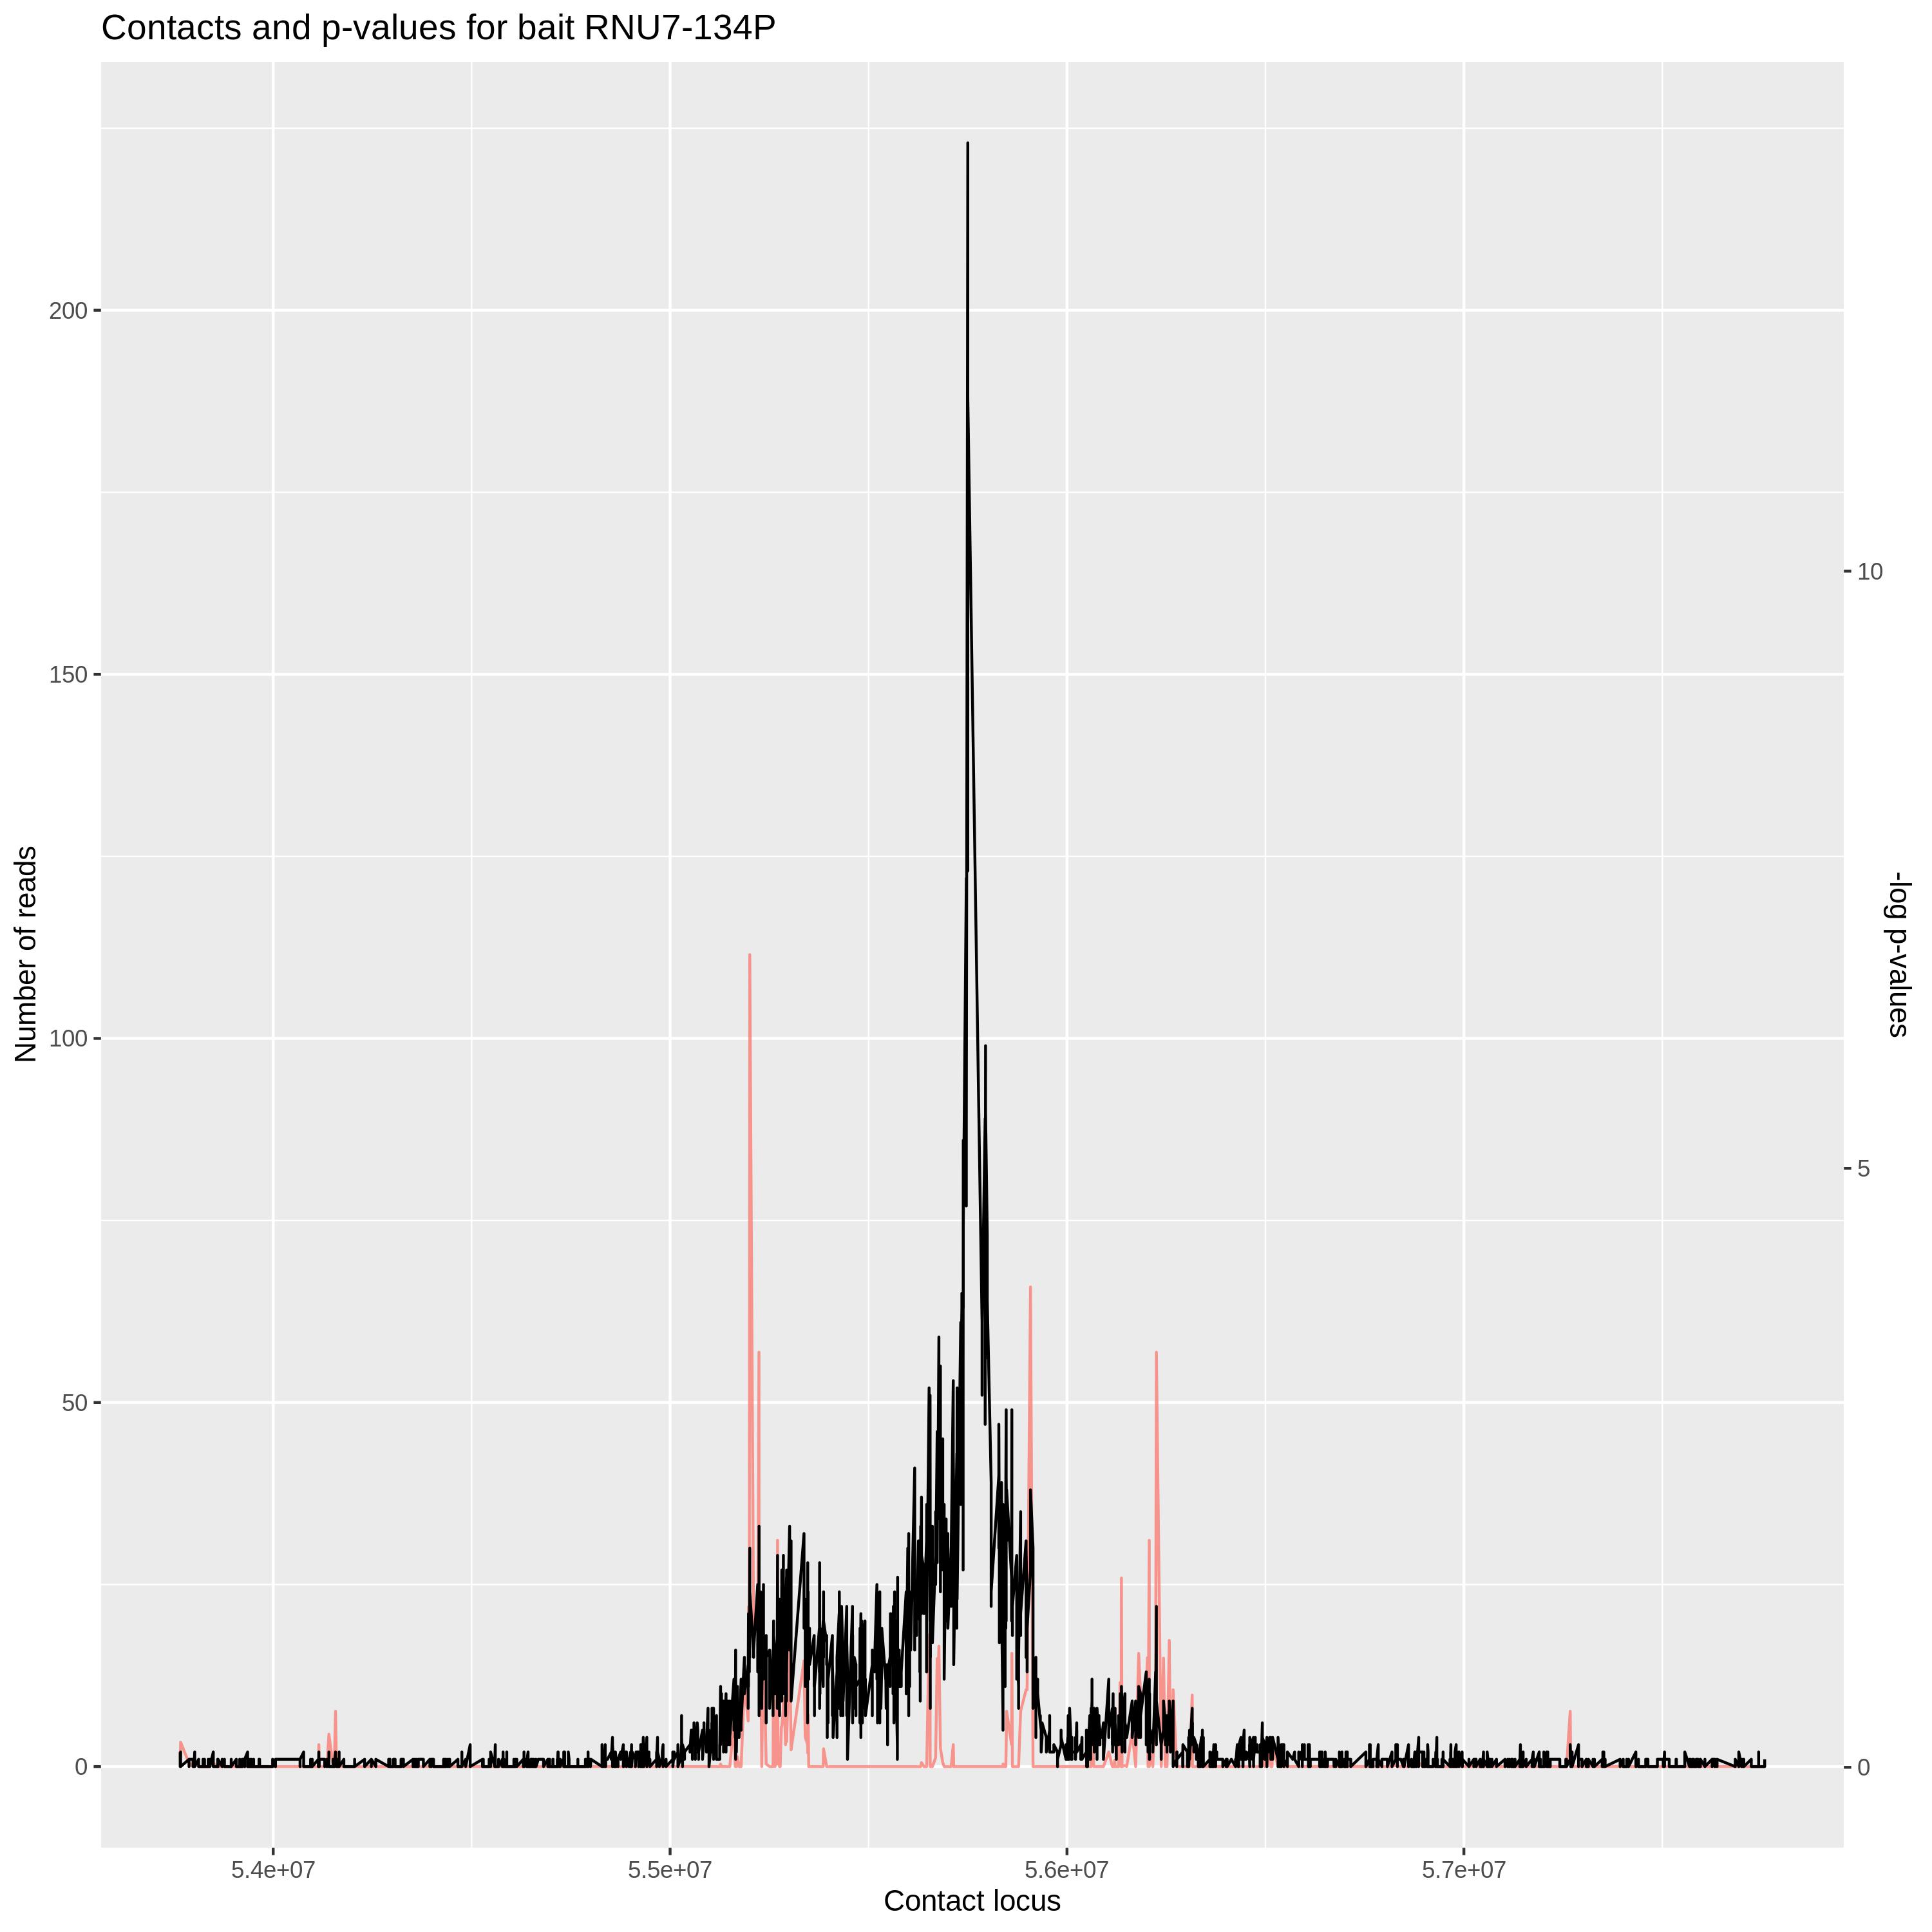 Contacts and p-values for bait RNU7-134P
Number of reads
200
150
100
50
0
10
5
0
-log p-values
5.4e+07
5.5e+07
5.6e+07
5.7e+07
Contact locus